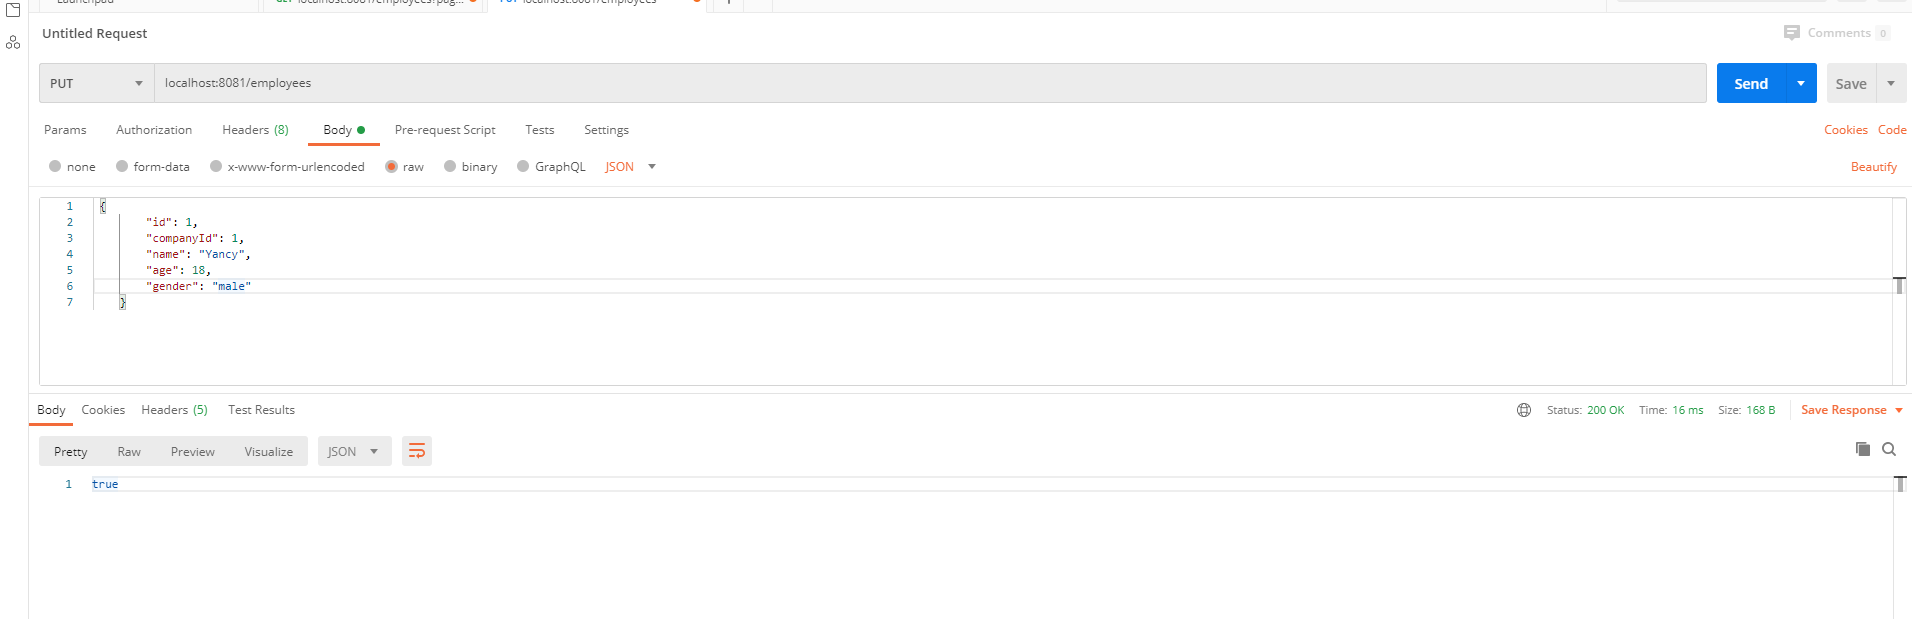 Launchpad GET localhost:8081/employees?pag... PUT localhost:8081/employees +
Untitled Request Comments 0
PUT localhost:8081/employees Send Save
Params Authorization Headers (8) Body Pre-request Script Tests Settings Cookies Code
none form-data x-www-form-urlencoded raw binary GraphQL JSON Beautify
1 {
2 "id": 1,
3 "companyId": 1,
4 "name": "Yancy",
5 "age": 18,
6 "gender": "male"
7 }
Body Cookies Headers (5) Test Results Status: 200 OK Time: 16 ms Size: 168 B Save Response
Pretty Raw Preview Visualize JSON
1 true